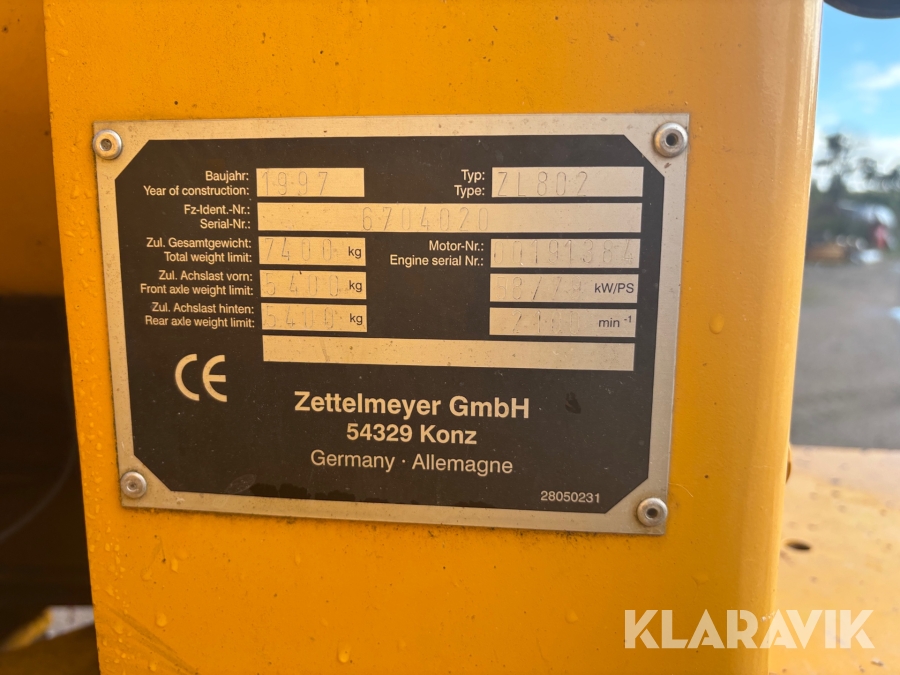 Baujahr: 1997 Typ: ZL802
Year of construction: Type:
Fz-Ident.-Nr.: 6704020
Serial-Nr.:
Zul. Gesamtgewicht: 7400 kg Motor-Nr.:
Total weight limit: Engine serial Nr.:
Zul. Achslast vorn: 5400 kg kW/PS
Front axle weight limit:
Zul. Achslast hinten: 5400 kg min -1
Rear axle weight limit:
CE
Zettelmeyer GmbH
54329 Konz
Germany · Allemagne
28050231
KLARAVIK